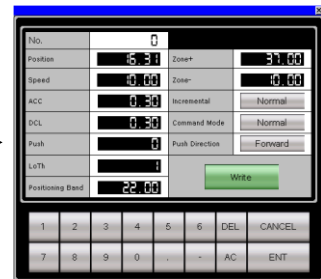 No. 0
Position 16.31 Zone+ 37.00
Speed 10.00 Zone- 10.00
ACC 0.30 Incremental Normal
DCL 0.30 Command Mode Normal
Push 0 Push Direction Forward
LoTh 1
Positioning Band 22.00 Write
1 2 3 4 5 6 DEL CANCEL
7 8 9 0 . - AC ENT